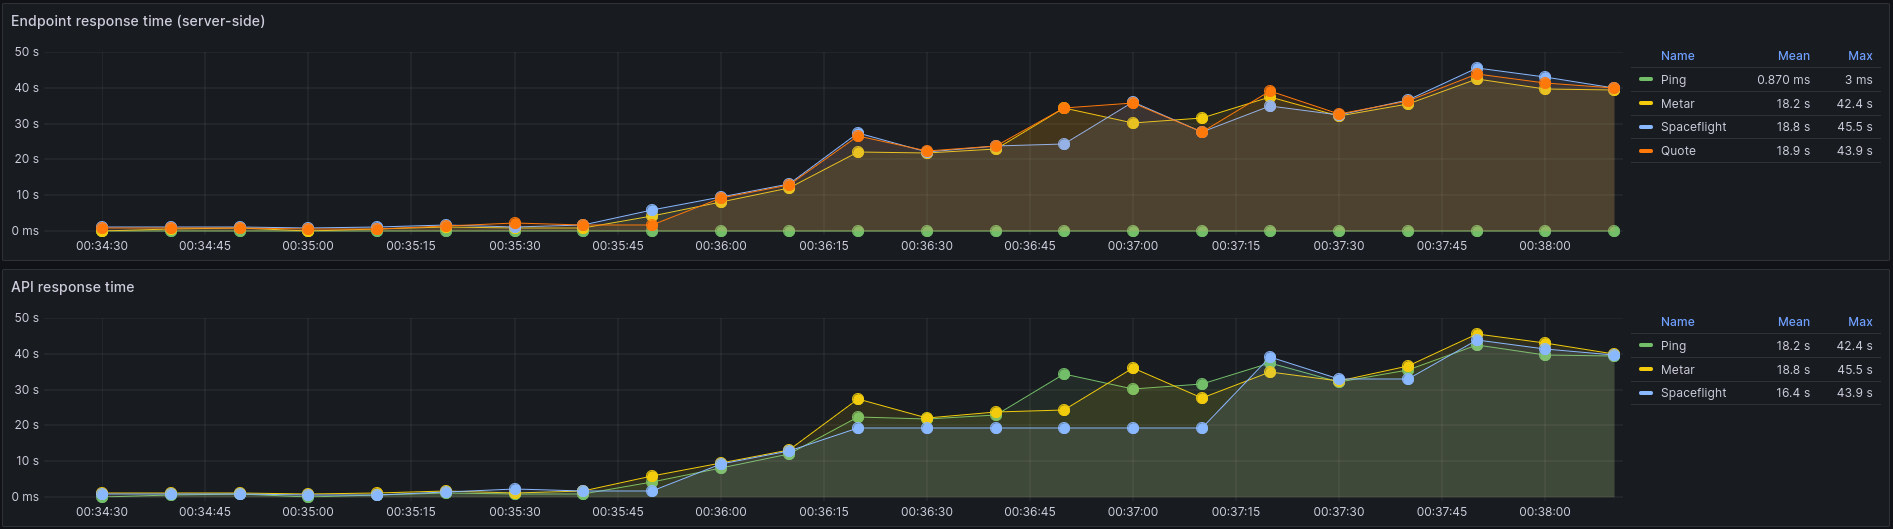 Endpoint response time (server-side)
50 s
40 s
30 s
20 s
10 s
0 ms
00:34:30 00:34:45 00:35:00 00:35:15 00:35:30 00:35:45 00:36:00 00:36:15 00:36:30 00:36:45 00:37:00 00:37:15 00:37:30 00:37:45 00:38:00
Name Mean Max
Ping 0.870 ms 3 ms
Metar 18.2 s 42.4 s
Spaceflight 18.8 s 45.5 s
Quote 18.9 s 43.9 s
API response time
50 s
40 s
30 s
20 s
10 s
0 ms
00:34:30 00:34:45 00:35:00 00:35:15 00:35:30 00:35:45 00:36:00 00:36:15 00:36:30 00:36:45 00:37:00 00:37:15 00:37:30 00:37:45 00:38:00
Name Mean Max
Ping 18.2 s 42.4 s
Metar 18.8 s 45.5 s
Spaceflight 16.4 s 43.9 s